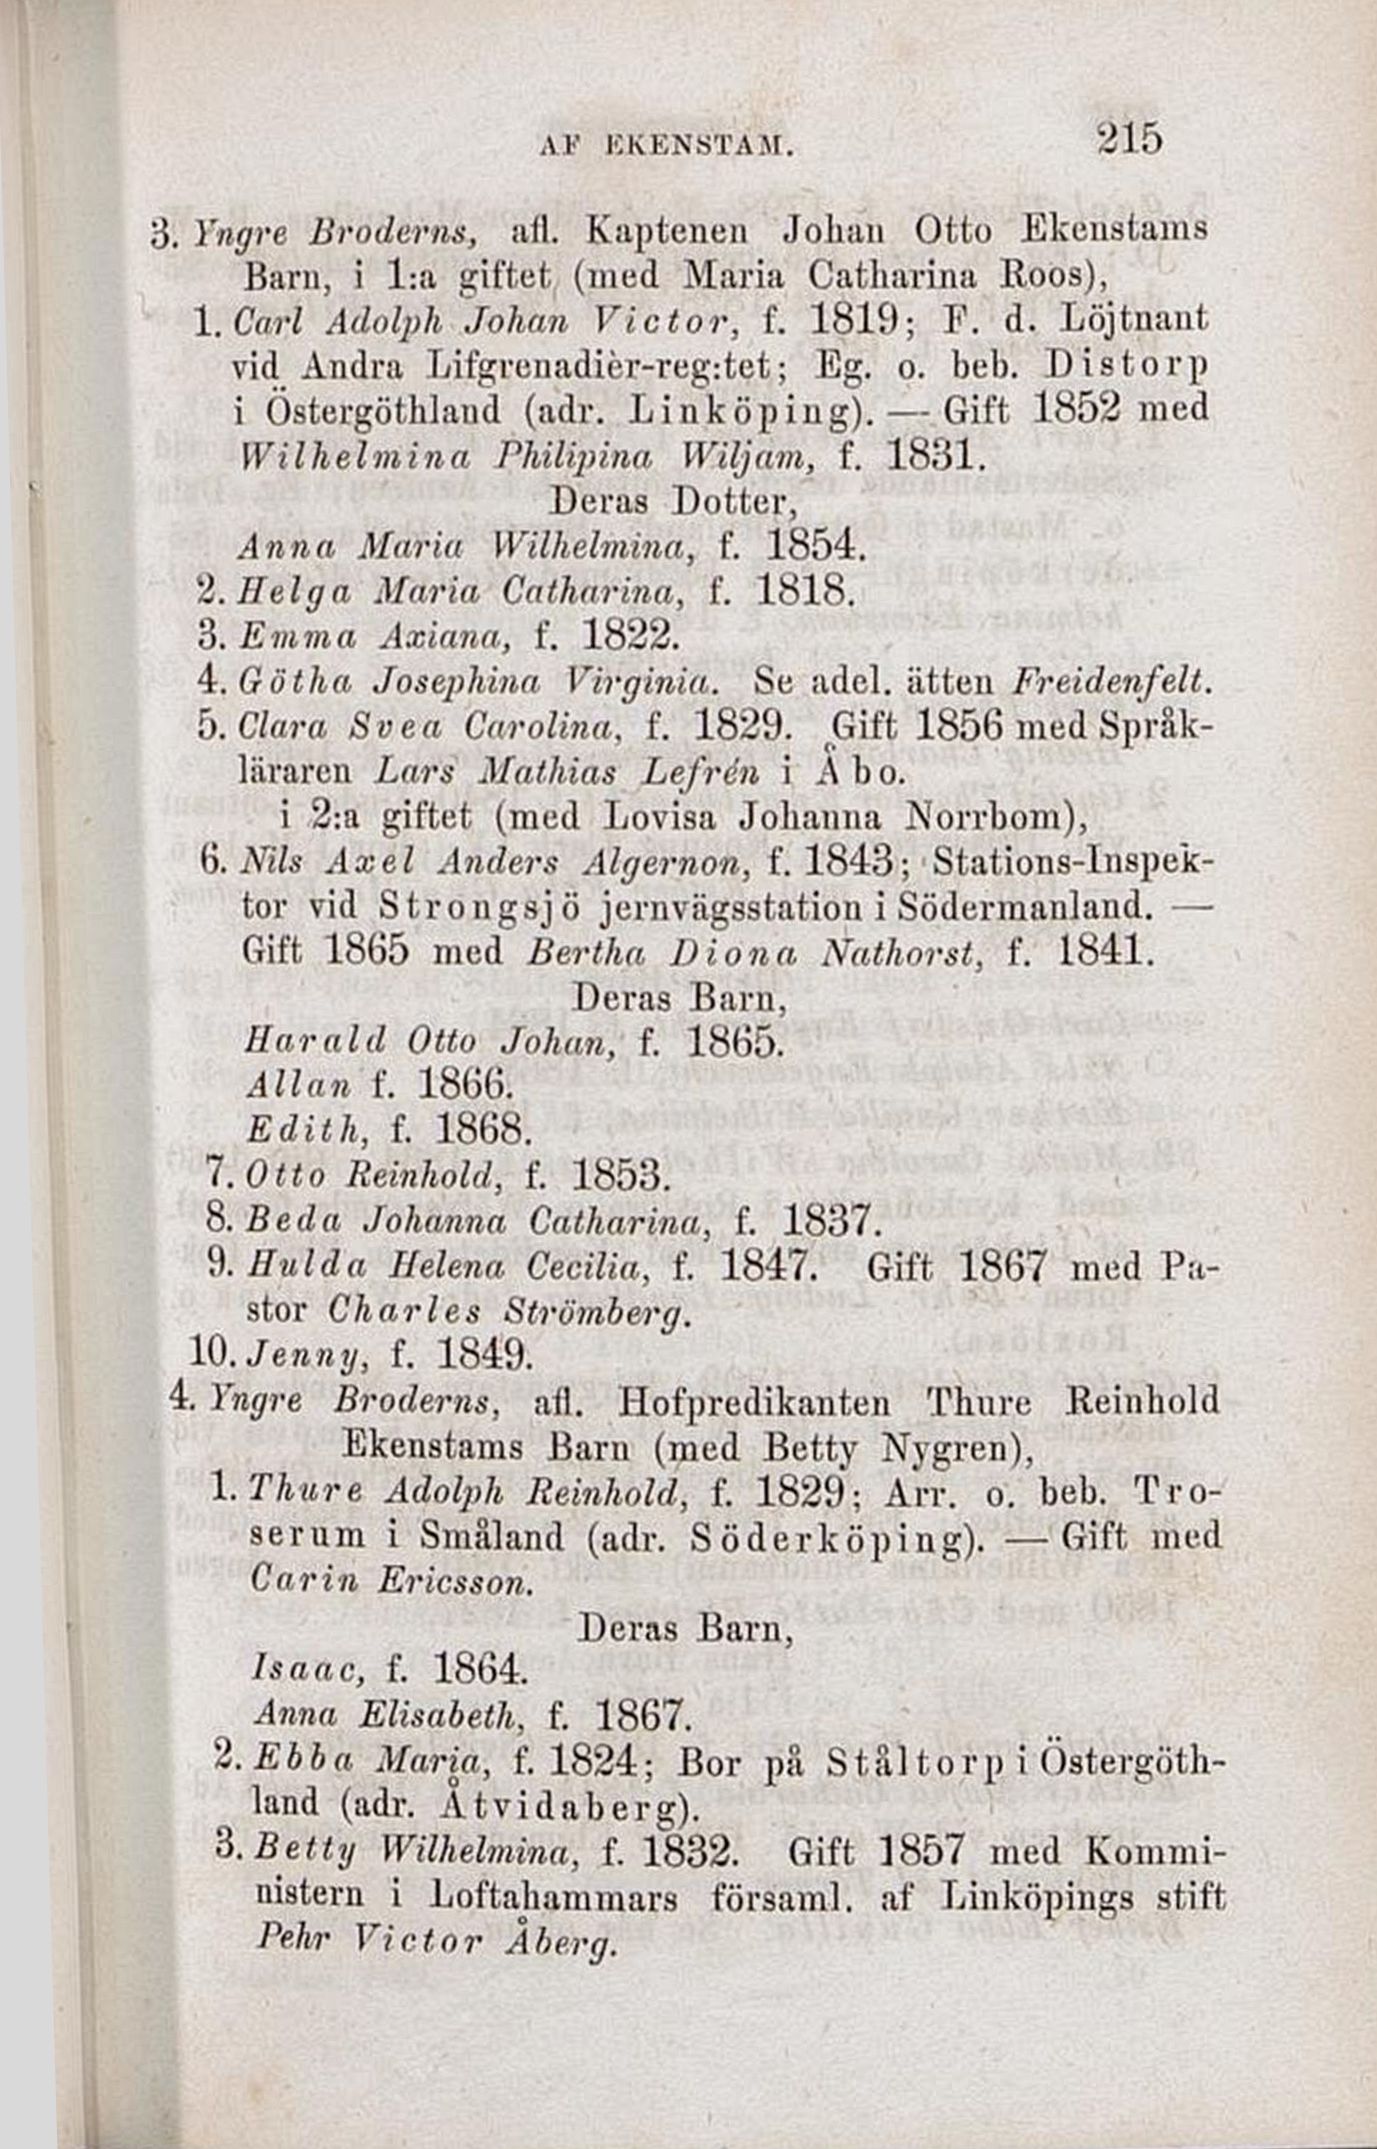 AF EKENSTAM. 215
3. Yngre Broderns, afl. Kaptenen Johan Otto Ekenstams
Barn, i 1:a giftet (med Maria Catharina Roos),
1. Carl Adolph Johan Victor, f. 1819; F. d. Löjtnant
vid Andra Lifgrenadièr-reg:tet; Eg. o. beb. Distorp
i Östergöthland (adr. Linköping). — Gift 1852 med
Wilhelmina Philipina Wiljam, f. 1831.
Deras Dotter,
Anna Maria Wilhelmina, f. 1854.
2. Helga Maria Catharina, f. 1818.
3. Emma Axiana, f. 1822.
4. Götha Josephina Virginia. Se adel. ätten Freidenfelt.
5. Clara Svea Carolina, f. 1829. Gift 1856 med Språk-
läraren Lars Mathias Lefrén i Åbo.
i 2:a giftet (med Lovisa Johanna Norrbom),
6. Nils Axel Anders Algernon, f. 1843; Stations-Inspek-
tor vid Strongsjö jernvägsstation i Södermanland. —
Gift 1865 med Bertha Diona Nathorst, f. 1841.
Deras Barn,
Harald Otto Johan, f. 1865.
Allan f. 1866.
Edith, f. 1868.
7. Otto Reinhold, f. 1853.
8. Beda Johanna Catharina, f. 1837.
9. Hulda Helena Cecilia, f. 1847. Gift 1867 med Pa-
stor Charles Strömberg.
10. Jenny, f. 1849.
4. Yngre Broderns, afl. Hofpredikanten Thure Reinhold
Ekenstams Barn (med Betty Nygren),
1. Thure Adolph Reinhold, f. 1829; Arr. o. beb. Tro-
serum i Småland (adr. Söderköping). — Gift med
Carin Ericsson.
Deras Barn,
Isaac, f. 1864.
Anna Elisabeth, f. 1867.
2. Ebba Maria, f. 1824; Bor på Ståltorp i Östergöth-
land (adr. Åtvidaberg).
3. Betty Wilhelmina, f. 1832. Gift 1857 med Kommi-
nistern i Loftahammars församl. af Linköpings stift
Pehr Victor Åberg.